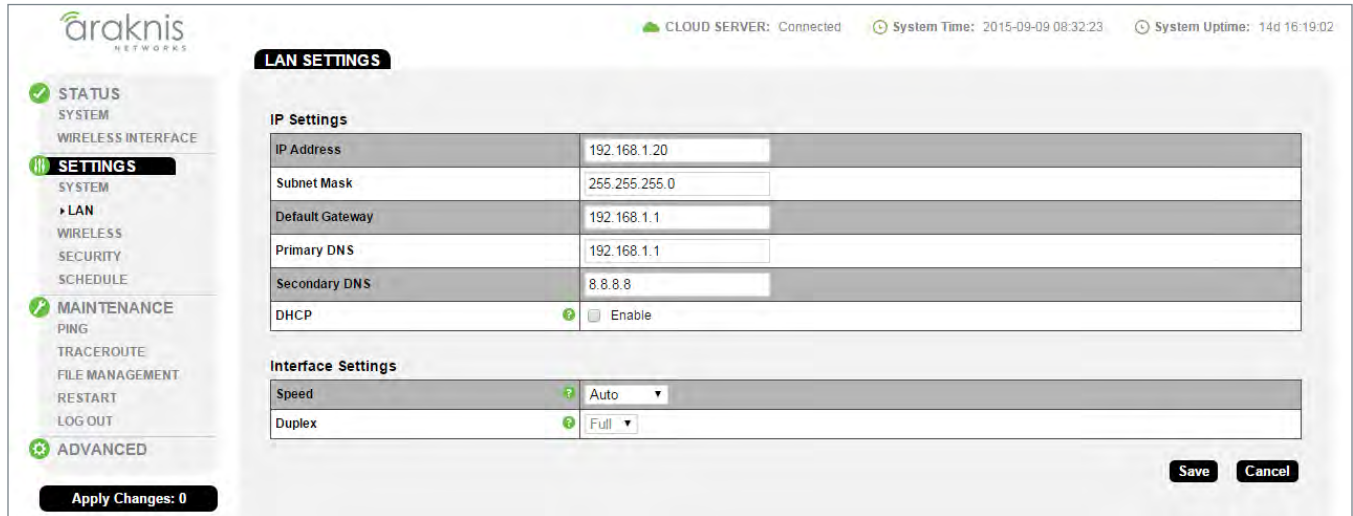 araknis
NETWORKS
CLOUD SERVER: Connected System Time: 2015-09-09 08:32:23 System Uptime: 14d 16:19:02
LAN SETTINGS
STATUS
SYSTEM
WIRELESS INTERFACE
SETTINGS
SYSTEM
LAN
WIRELESS
SECURITY
SCHEDULE
MAINTENANCE
PING
TRACEROUTE
FILE MANAGEMENT
RESTART
LOG OUT
ADVANCED
Apply Changes: 0
IP Settings
IP Address 192.168.1.20
Subnet Mask 255.255.255.0
Default Gateway 192.168.1.1
Primary DNS 192.168.1.1
Secondary DNS 8.8.8.8
DHCP ? Enable
Interface Settings
Speed ? Auto
Duplex ? Full
Save Cancel